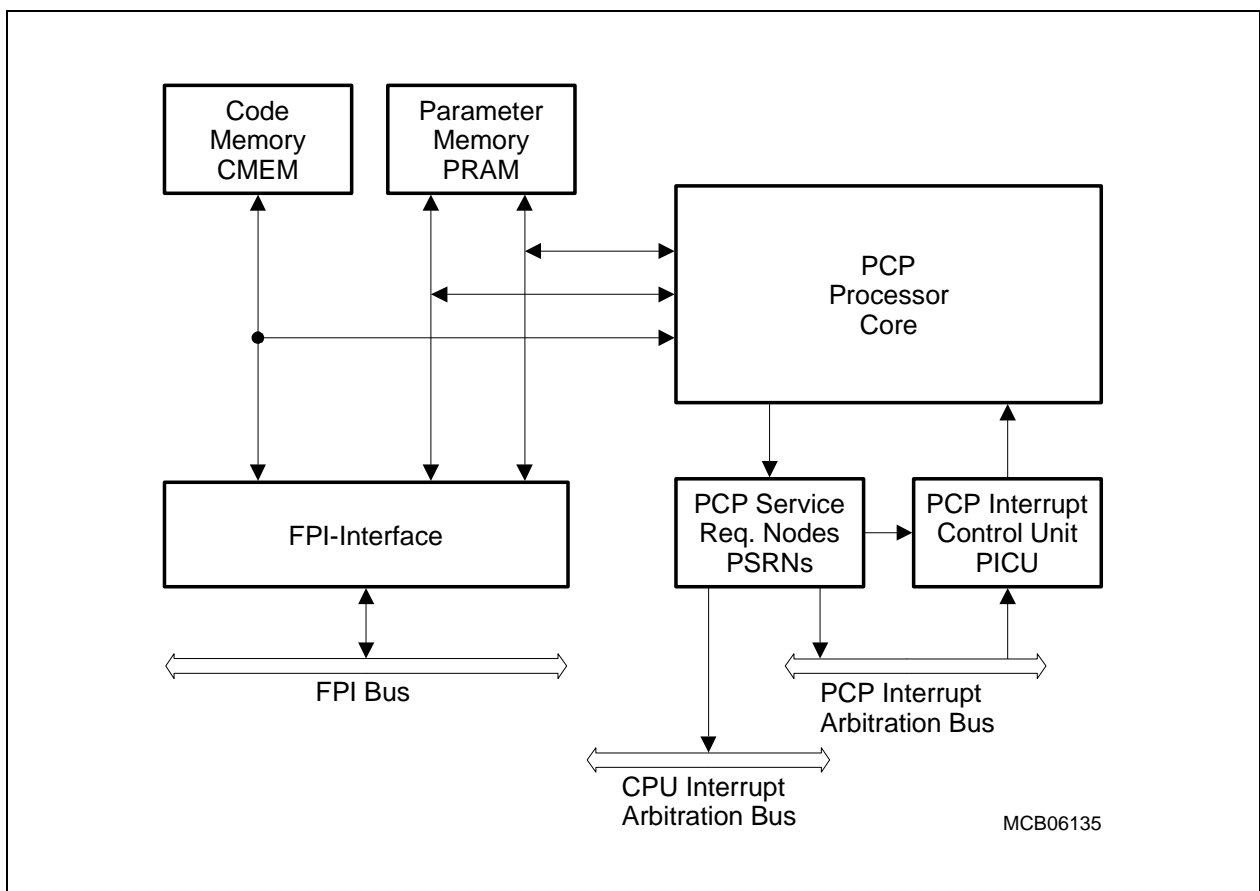 Code
Memory
CMEM
Parameter
Memory
PRAM
PCP
Processor
Core
FPI-Interface
PCP Service
Req. Nodes
PSRNs
PCP Interrupt
Control Unit
PICU
FPI Bus
PCP Interrupt
Arbitration Bus
CPU Interrupt
Arbitration Bus
MCB06135